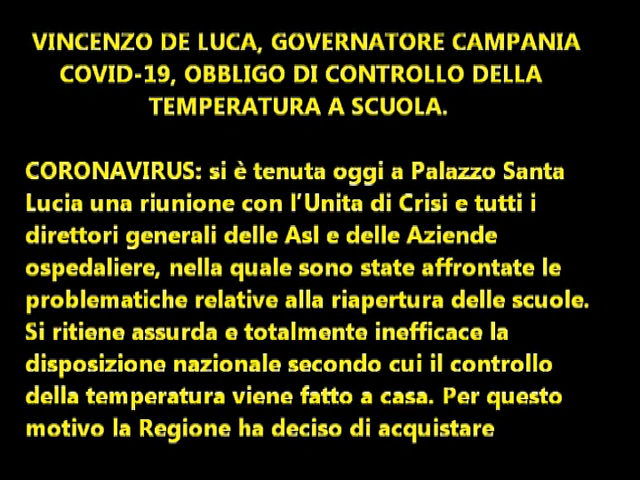 VINCENZO DE LUCA, GOVERNATORE CAMPANIA
COVID-19, OBBLIGO DI CONTROLLO DELLA
TEMPERATURA A SCUOLA.
CORONAVIRUS: si è tenuta oggi a Palazzo Santa
Lucia una riunione con l'Unita di Crisi e tutti i
direttori generali delle Asl e delle Aziende
ospedaliere, nella quale sono state affrontate le
problematiche relative alla riapertura delle scuole.
Si ritiene assurda e totalmente inefficace la
disposizione nazionale secondo cui il controllo
della temperatura viene fatto a casa. Per questo
motivo la Regione ha deciso di acquistare